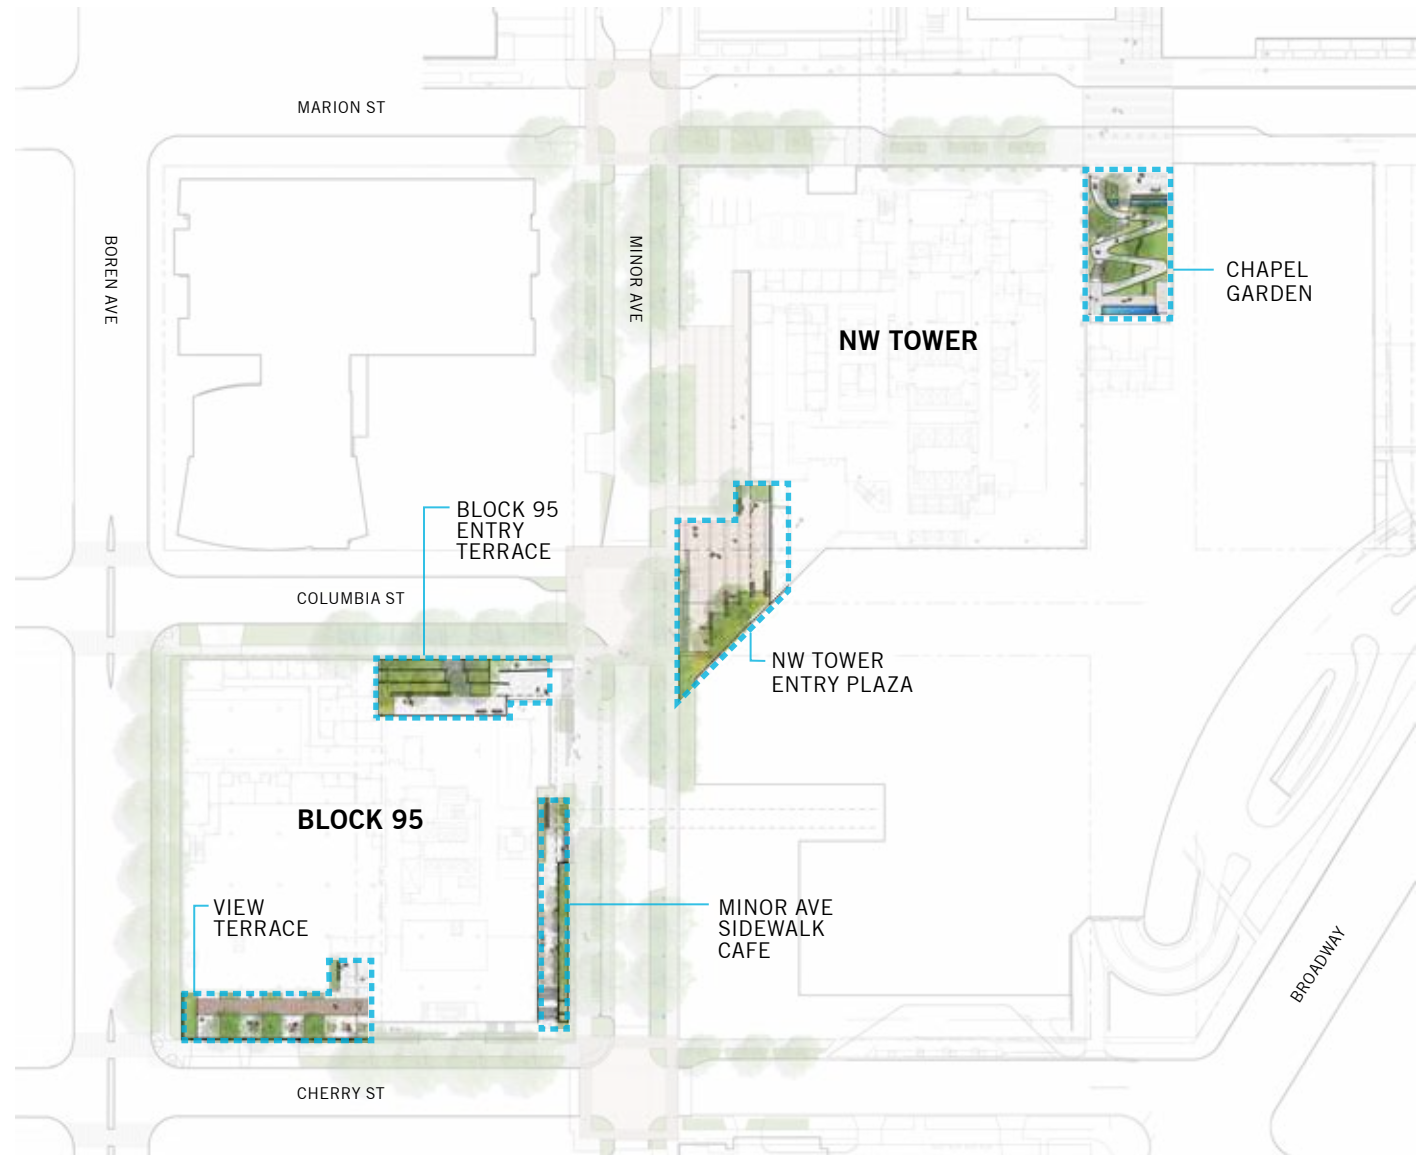 MARION ST
BOREN AVE
MINOR AVE
CHAPEL
GARDEN
NW TOWER
BLOCK 95
ENTRY
TERRACE
COLUMBIA ST
NW TOWER
ENTRY PLAZA
BLOCK 95
VIEW
TERRACE
MINOR AVE
SIDEWALK
CAFE
BROADWAY
CHERRY ST